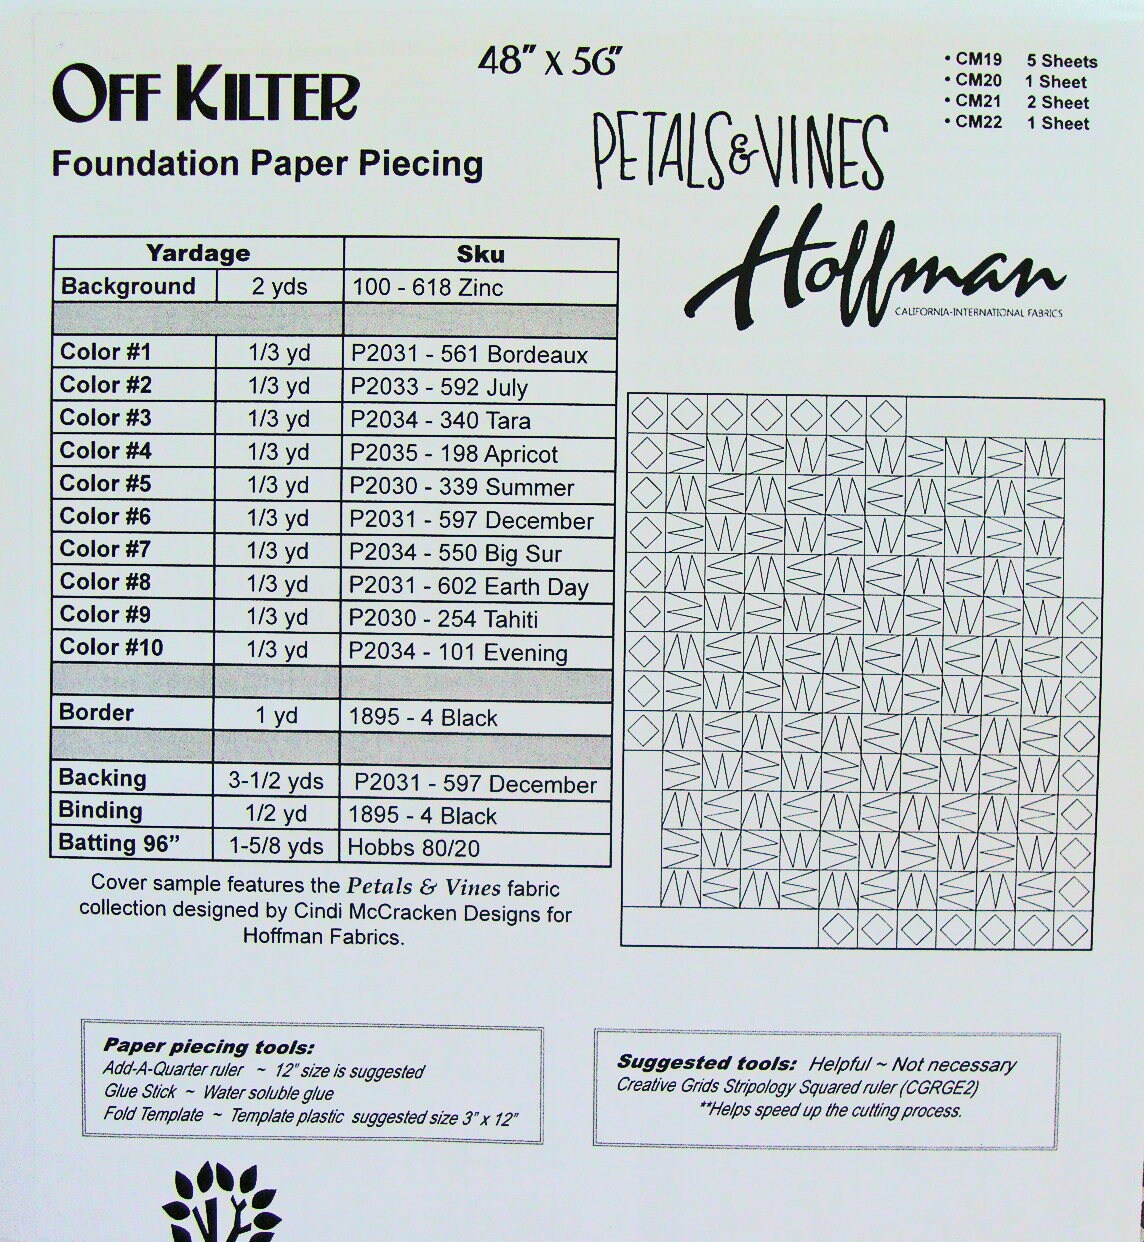 48" X 56"
OFF KILTER
Foundation Paper Piecing
• CM19 5 Sheets
• CM20 1 Sheet
• CM21 2 Sheet
• CM22 1 Sheet
PETALS & VINES
Hoffman
CALIFORNIA-INTERNATIONAL FABRICS
Yardage Sku
Background 2 yds 100 - 618 Zinc
Color #1 1/3 yd P2031 - 561 Bordeaux
Color #2 1/3 yd P2033 - 592 July
Color #3 1/3 yd P2034 - 340 Tara
Color #4 1/3 yd P2035 - 198 Apricot
Color #5 1/3 yd P2030 - 339 Summer
Color #6 1/3 yd P2031 - 597 December
Color #7 1/3 yd P2034 - 550 Big Sur
Color #8 1/3 yd P2031 - 602 Earth Day
Color #9 1/3 yd P2030 - 254 Tahiti
Color #10 1/3 yd P2034 - 101 Evening
Border 1 yd 1895 - 4 Black
Backing 3-1/2 yds P2031 - 597 December
Binding 1/2 yd 1895 - 4 Black
Batting 96” 1-5/8 yds Hobbs 80/20
Cover sample features the Petals & Vines fabric
collection designed by Cindi McCracken Designs for
Hoffman Fabrics.
Paper piecing tools:
Add-A-Quarter ruler ~ 12" size is suggested
Glue Stick ~ Water soluble glue
Fold Template ~ Template plastic suggested size 3" x 12"
Suggested tools: Helpful ~ Not necessary
Creative Grids Stripology Squared ruler (CGRGE2)
**Helps speed up the cutting process.